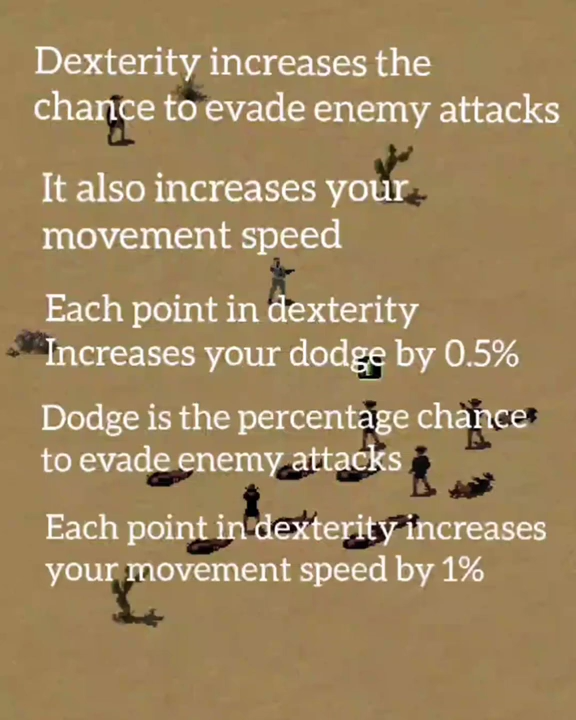 Dexterity increases the
chance to evade enemy attacks
It also increases your
movement speed
Each point in dexterity
Increases your dodge by 0.5%
Dodge is the percentage chance
to evade enemy attacks
Each point in dexterity increases
your movement speed by 1%